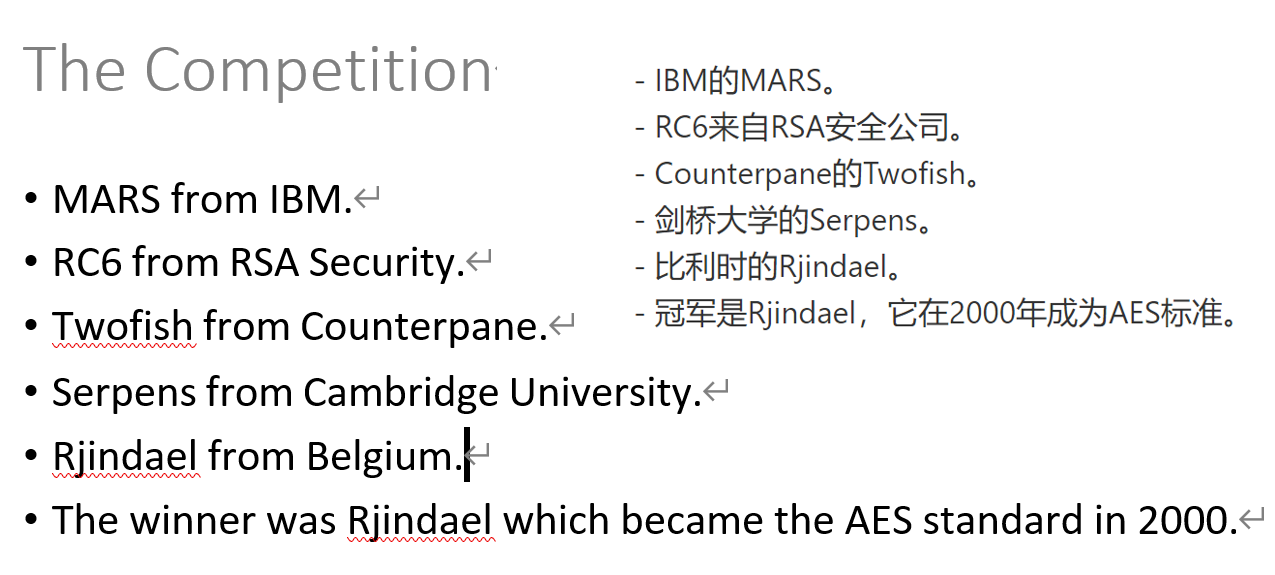 The Competition
• MARS from IBM.
• RC6 from RSA Security.
• Twofish from Counterpane.
• Serpens from Cambridge University.
• Rjindael from Belgium.
• The winner was Rjindael which became the AES standard in 2000.
- IBM的MARS。
- RC6来自RSA安全公司。
- Counterpane的Twofish。
- 剑桥大学的Serpens。
- 比利时的Rjindael。
- 冠军是Rjindael，它在2000年成为AES标准。